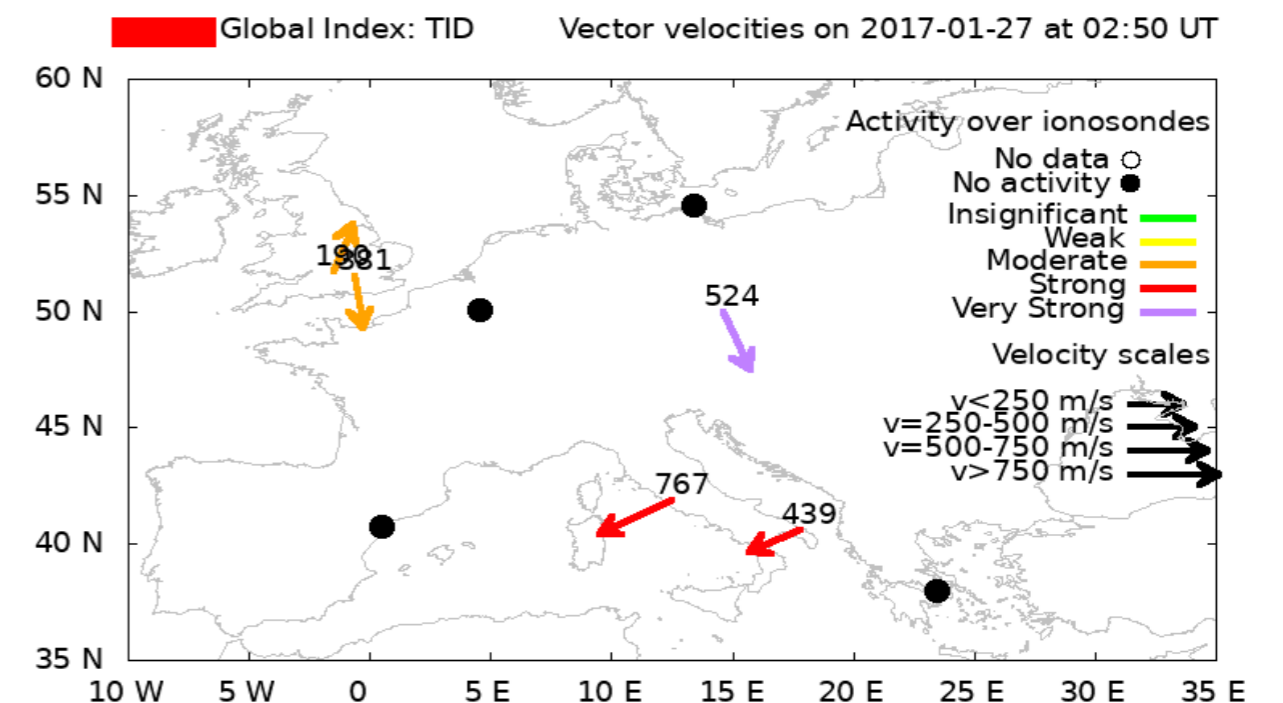 Global Index: TID
Vector velocities on 2017-01-27 at 02:50 UT
60 N
55 N
50 N
45 N
40 N
35 N
10 W
5 W
0
5 E
10 E
15 E
20 E
25 E
30 E
35 E
Activity over ionosondes
No data
No activity
Insignificant
Weak
Moderate
Strong
Very Strong
Velocity scales
v<250 m/s
v=250-500 m/s
v=500-750 m/s
v>750 m/s
524
767
439